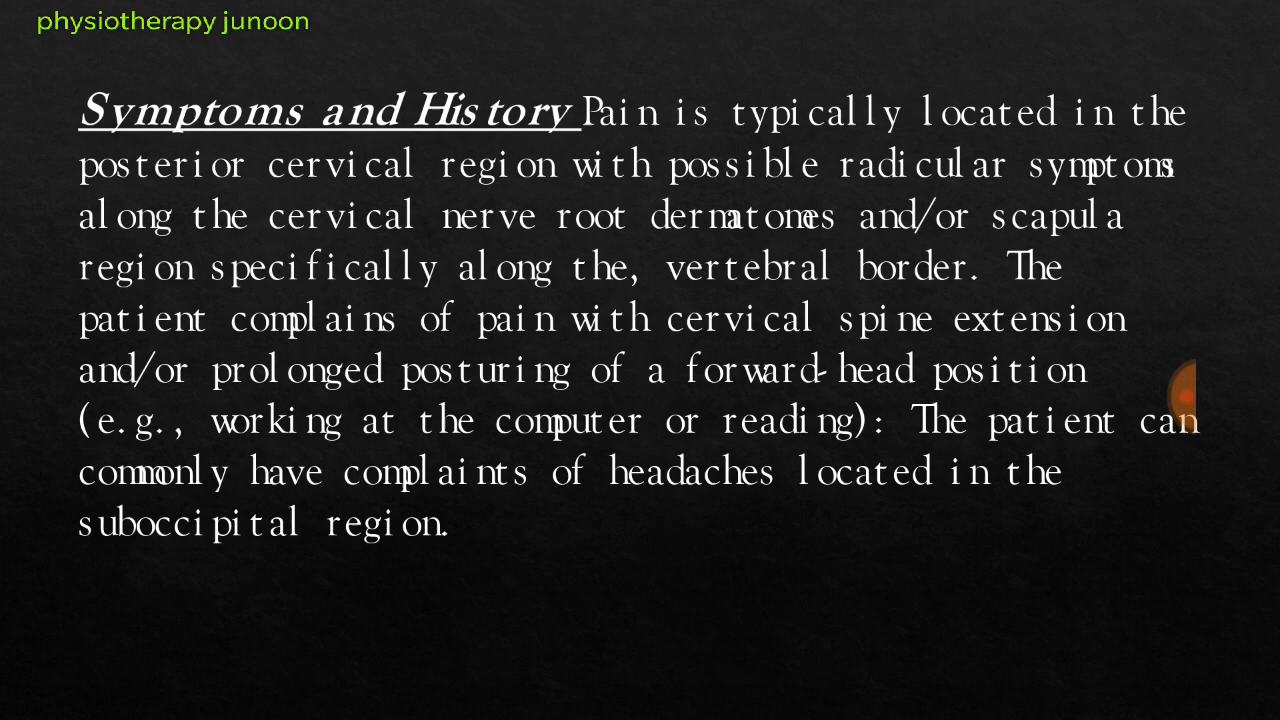 physiotherapy junoon
Symptoms and History Pain is typically located in the
posterior cervical region with possible radicular symptoms
along the cervical nerve root dermatomes and/or scapula
region specifically along the, vertebral border. The
patient complains of pain with cervical spine extension
and/or prolonged posturing of a forward-head position
(e.g., working at the computer or reading): The patient can
commonly have complaints of headaches located in the
suboccipital region.